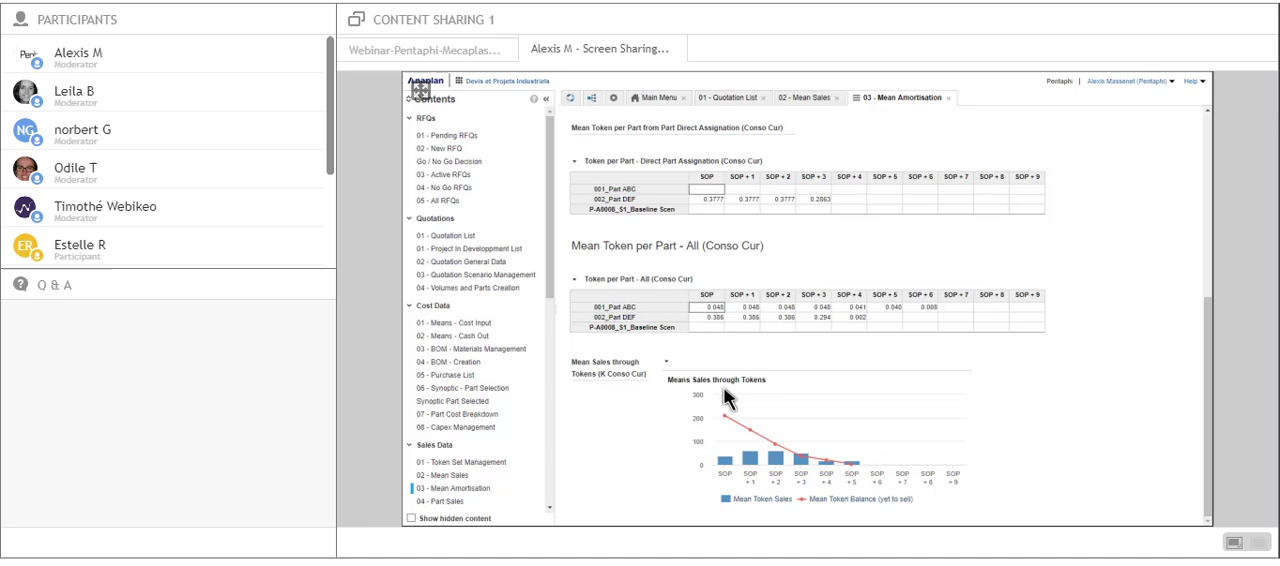 PARTICIPANTS
Alexis M
Moderator
Leila B
Moderator
NG
norbert G
Moderator
Odile T
Moderator
Timothé Webikeo
Moderator
ER
Estelle R
Participant
Q & A
CONTENT SHARING 1
Webinar-Pentaphi-Mecaplas...
Alexis M - Screen Sharing...
Anaplan
Devis et Projets Industriels
Pentaphi | Alexis Massenet (Pentaphi)
Help
Contents
RFQs
01 - Pending RFQs
02 - New RFQ
Go / No Go Decision
03 - Active RFQs
04 - No Go RFQs
05 - All RFQs
Quotations
01 - Quotation List
01 - Project In Developpment List
02 - Quotation General Data
03 - Quotation Scenario Management
04 - Volumes and Parts Creation
Cost Data
01 - Means - Cost Input
02 - Means - Cash Out
03 - BOM - Materials Management
04 - BOM - Creation
05 - Purchase List
06 - Synoptic - Part Selection
Synoptic Part Selected
07 - Part Cost Breakdown
08 - Capex Management
Sales Data
01 - Token Set Management
02 - Mean Sales
03 - Mean Amortisation
04 - Part Sales
Show hidden content
Main Menu
01 - Quotation List
02 - Mean Sales
03 - Mean Amortisation
Mean Token per Part from Part Direct Assignation (Conso Cur)
Token per Part - Direct Part Assignation (Conso Cur)
SOP SOP + 1 SOP + 2 SOP + 3 SOP + 4 SOP + 5 SOP + 6 SOP + 7 SOP + 8 SOP + 9
001_Part ABC
002_Part DEF 0.3777 0.3777 0.3777 0.2863
P-A0008_S1_Baseline Scen
Mean Token per Part - All (Conso Cur)
Token per Part - All (Conso Cur)
SOP SOP + 1 SOP + 2 SOP + 3 SOP + 4 SOP + 5 SOP + 6 SOP + 7 SOP + 8 SOP + 9
001_Part ABC 0.048 0.048 0.048 0.048 0.041 0.040 0.008
002_Part DEF 0.386 0.386 0.386 0.294 0.002
P-A0008_S1_Baseline Scen
Mean Sales through
Tokens (K Conso Cur)
Means Sales through Tokens
300
200
100
0
SOP SOP + 1 SOP + 2 SOP + 3 SOP + 4 SOP + 5 SOP + 6 SOP + 7 SOP + 8 SOP + 9
Mean Token Sales
Mean Token Balance (yet to sell)